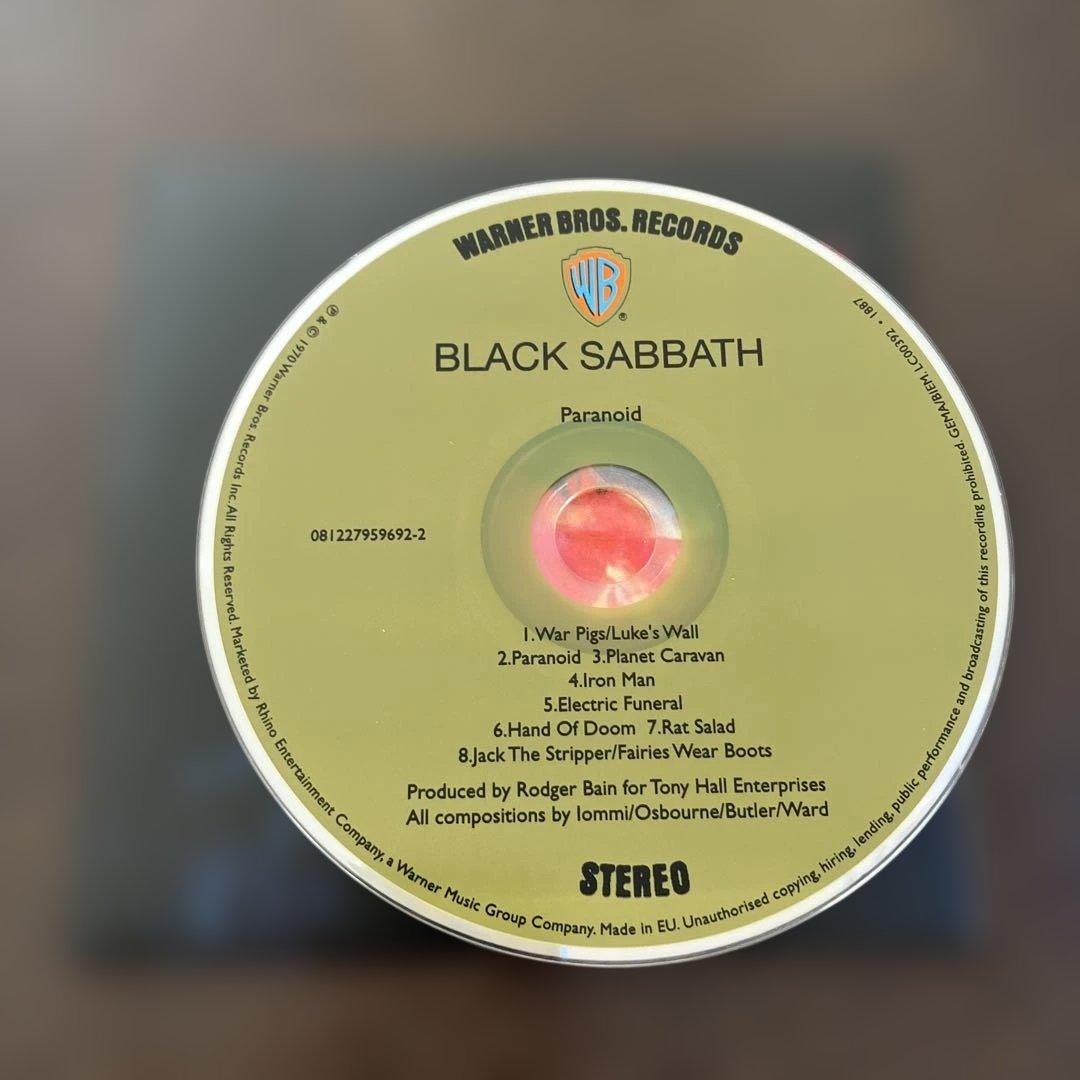 WARNER BROS. RECORDS
WB
®
BLACK SABBATH
Paranoid
081227959692-2
1.War Pigs/Luke's Wall
2.Paranoid 3.Planet Caravan
4.Iron Man
5.Electric Funeral
6.Hand Of Doom 7.Rat Salad
8.Jack The Stripper/Fairies Wear Boots
Produced by Rodger Bain for Tony Hall Enterprises
All compositions by Iommi/Osbourne/Butler/Ward
STEREO
℗ & © 1970 Warner Bros. Records Inc. All Rights Reserved. Marketed by Rhino Entertainment Company, a Warner Music Group Company. Made in EU. Unauthorised copying, hiring, lending, public performance and broadcasting of this recording prohibited. GEMA/BIEM. LC00392 • 1887